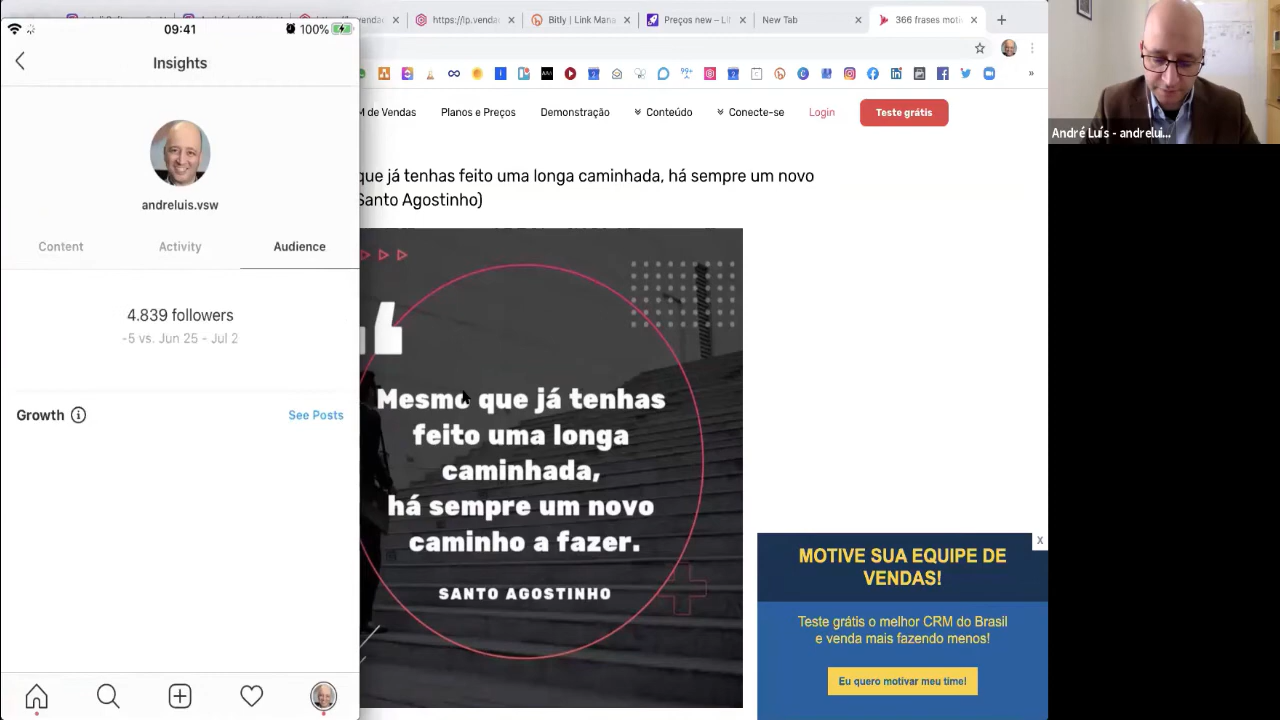 09:41
100%
Insights
andreluis.vsw
Content
Activity
Audience
4.839 followers
-5 vs. Jun 25 - Jul 2
Growth
See Posts
https://lp.venda
Bitly | Link Mana
Preços new – Li
New Tab
366 frases moti
99+
M de Vendas
Planos e Preços
Demonstração
Conteúdo
Conecte-se
Login
Teste grátis
que já tenhas feito uma longa caminhada, há sempre um novo
Santo Agostinho)
Mesmo que já tenhas
feito uma longa
caminhada,
há sempre um novo
caminho a fazer.
SANTO AGOSTINHO
X
MOTIVE SUA EQUIPE DE
VENDAS!
Teste grátis o melhor CRM do Brasil
e venda mais fazendo menos!
Eu quero motivar meu time!
André Luís - andrelui...